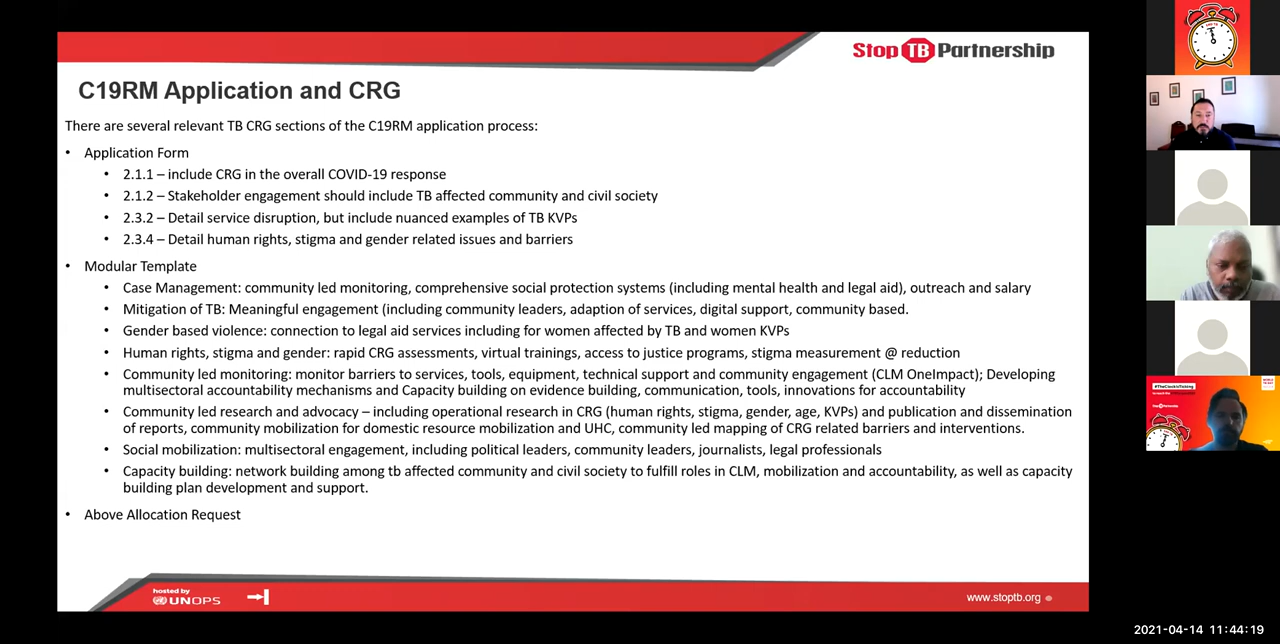 Stop TB Partnership
C19RM Application and CRG
There are several relevant TB CRG sections of the C19RM application process:
• Application Form
• 2.1.1 – include CRG in the overall COVID-19 response
• 2.1.2 – Stakeholder engagement should include TB affected community and civil society
• 2.3.2 – Detail service disruption, but include nuanced examples of TB KVPs
• 2.3.4 – Detail human rights, stigma and gender related issues and barriers
• Modular Template
• Case Management: community led monitoring, comprehensive social protection systems (including mental health and legal aid), outreach and salary
• Mitigation of TB: Meaningful engagement (including community leaders, adaption of services, digital support, community based.
• Gender based violence: connection to legal aid services including for women affected by TB and women KVPs
• Human rights, stigma and gender: rapid CRG assessments, virtual trainings, access to justice programs, stigma measurement @ reduction
• Community led monitoring: monitor barriers to services, tools, equipment, technical support and community engagement (CLM OneImpact); Developing
multisectoral accountability mechanisms and Capacity building on evidence building, communication, tools, innovations for accountability
• Community led research and advocacy – including operational research in CRG (human rights, stigma, gender, age, KVPs) and publication and dissemination
of reports, community mobilization for domestic resource mobilization and UHC, community led mapping of CRG related barriers and interventions.
• Social mobilization: multisectoral engagement, including political leaders, community leaders, journalists, legal professionals
• Capacity building: network building among tb affected community and civil society to fulfill roles in CLM, mobilization and accountability, as well as capacity
building plan development and support.
• Above Allocation Request
hosted by
UNOPS
www.stoptb.org
#TheClockIsTicking
2021-04-14 11:44:19